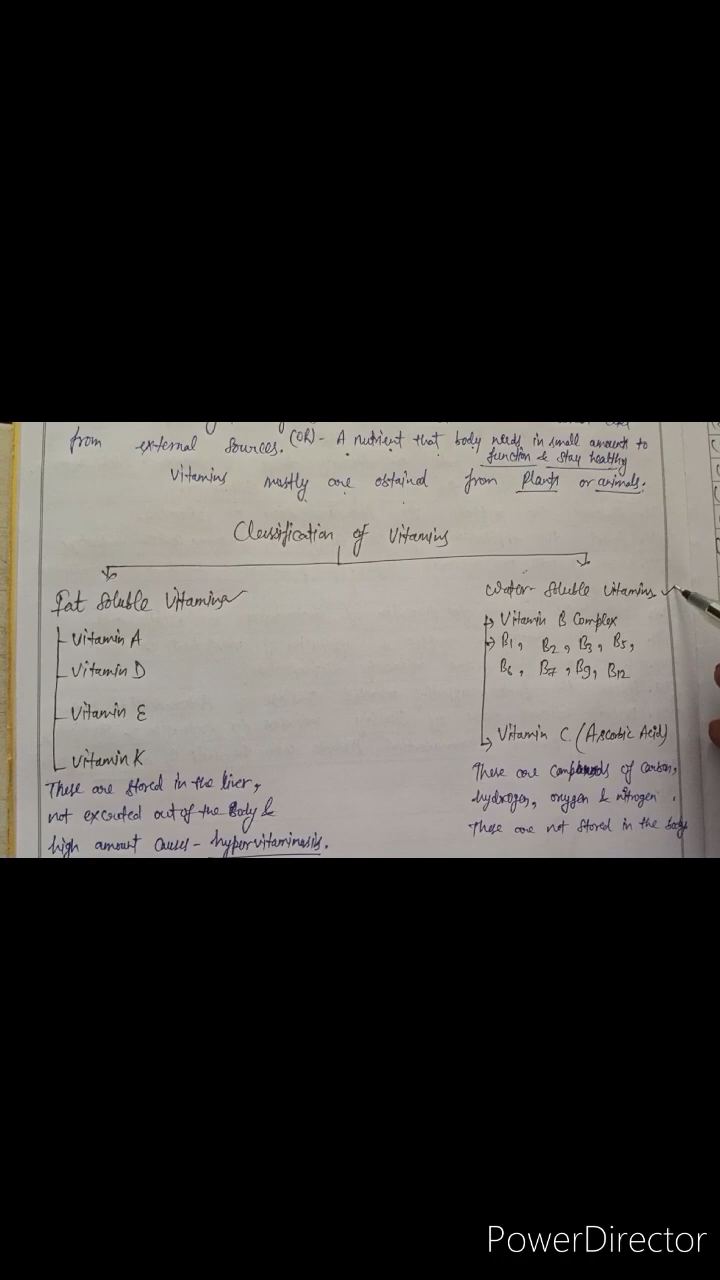 from external sources. (OR)- A nutrient that body needs in small amounts to
function & stay healthy
Vitamins mostly are obtained from Plants or animals.
Classification of Vitamins
Fat Soluble Vitamins
Vitamin A
Vitamin D
Vitamin E
Vitamin K
These are stored in the liver,
not excreted out of the Body &
high amount causes - hypervitaminosis.
Water-Soluble Vitamins
Vitamin B Complex
B1, B2, B3, B5,
B6, B7, B9, B12
Vitamin C (Ascorbic Acid)
These are compounds of Carbon,
hydrogen, oxygen & nitrogen.
These are not stored in the body
PowerDirector